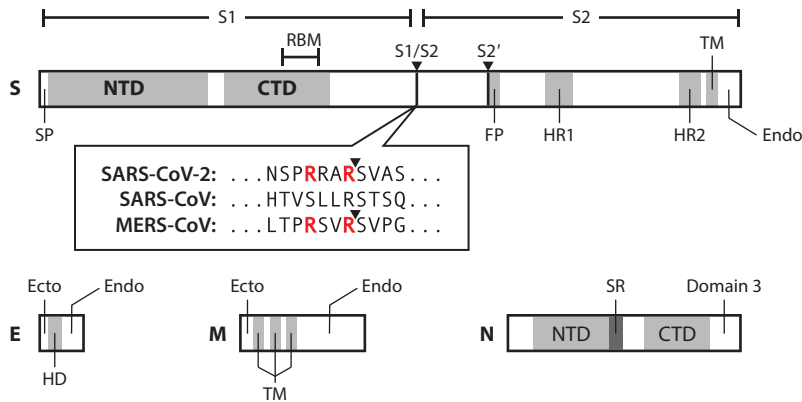 S1 S2
RBM S1/S2 S2′ TM
S NTD CTD
SP FP HR1 HR2 Endo
SARS-CoV-2: ...NSPRRARSVAS...
SARS-CoV: ...HTVSLLRSTSQ...
MERS-CoV: ...LTPRSVRSVPG...
Ecto Endo Ecto Endo SR Domain 3
E M N NTD CTD
HD TM